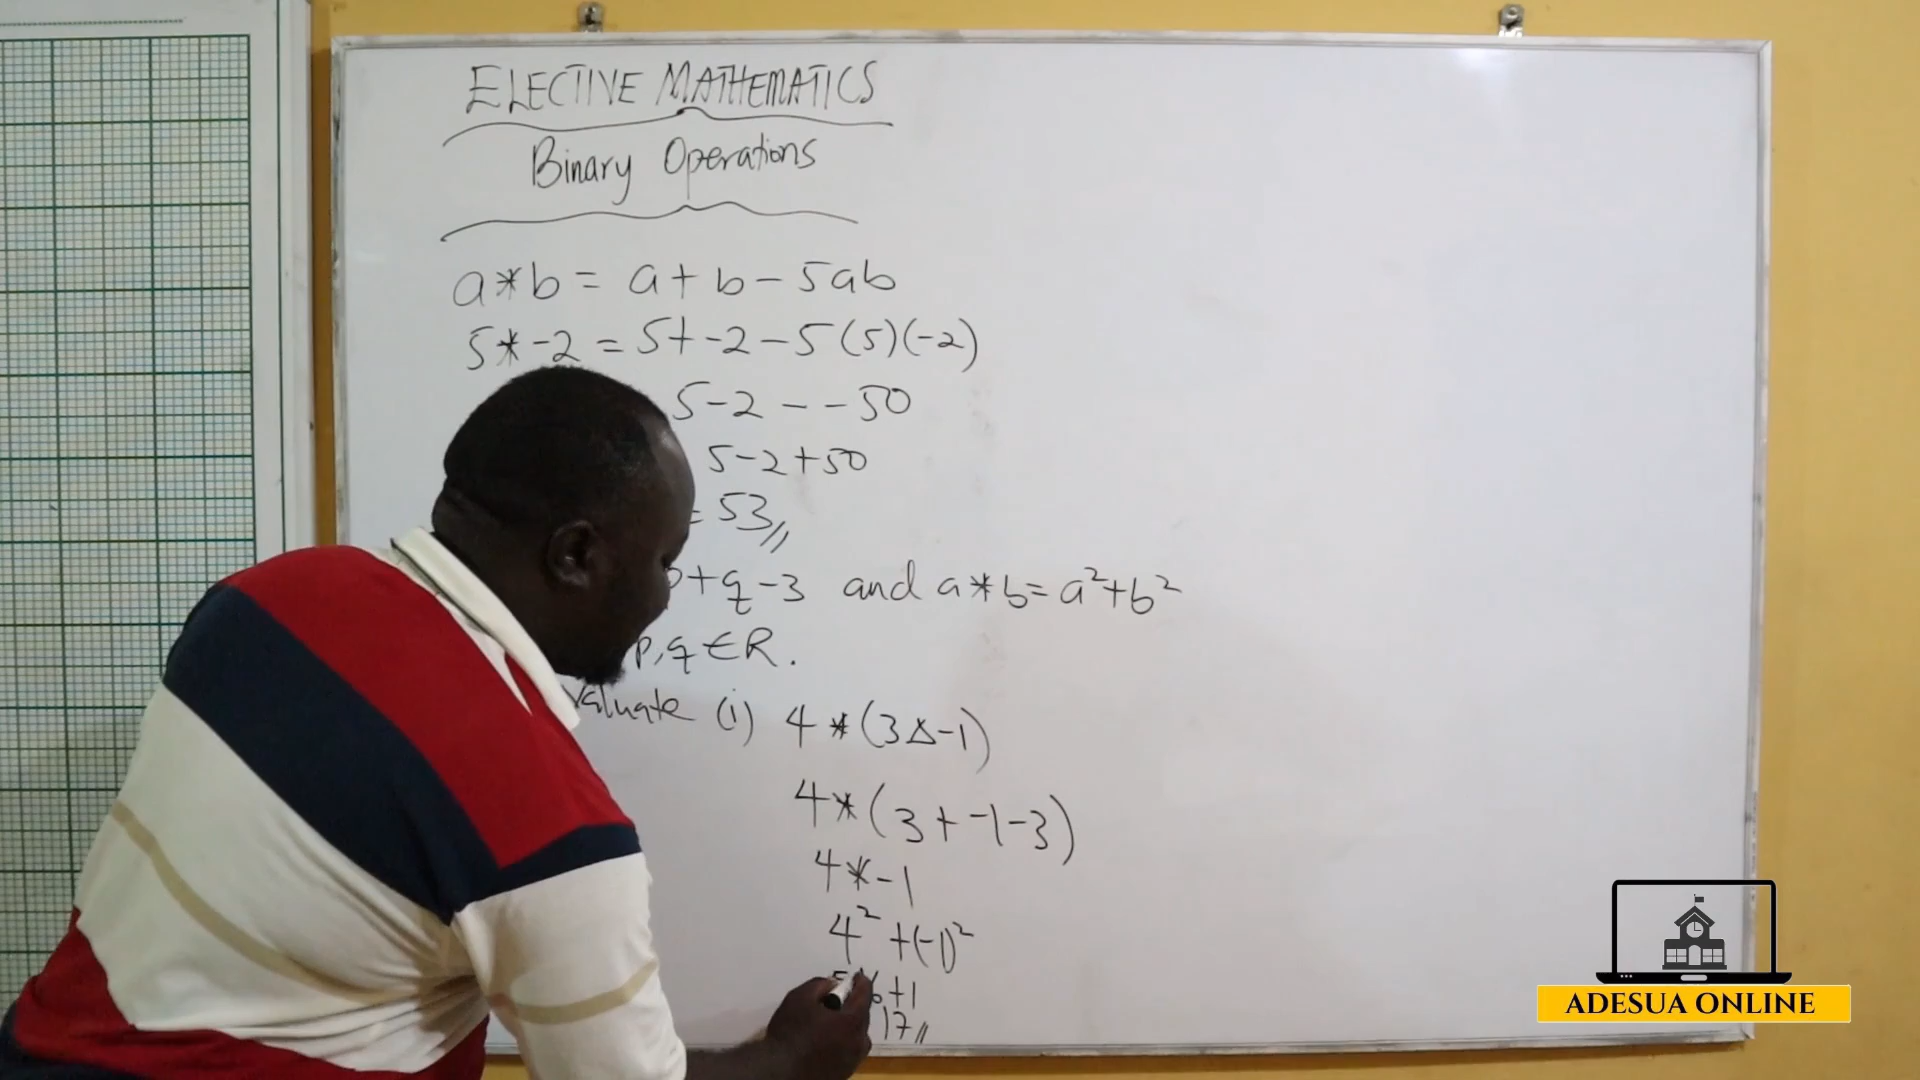 ELECTIVE MATHEMATICS
Binary Operations
a*b = a + b - 5ab
5*-2 = 5+-2-5(5)(-2)
5-2--50
5-2+50
= 53//
+q-3 and a*b=a²+b²
p,q ∈ R.
(i) 4*(3Δ-1)
4*(3+-1-3)
4*-1
4²+(-1)²
+1
17//
ADESUA ONLINE